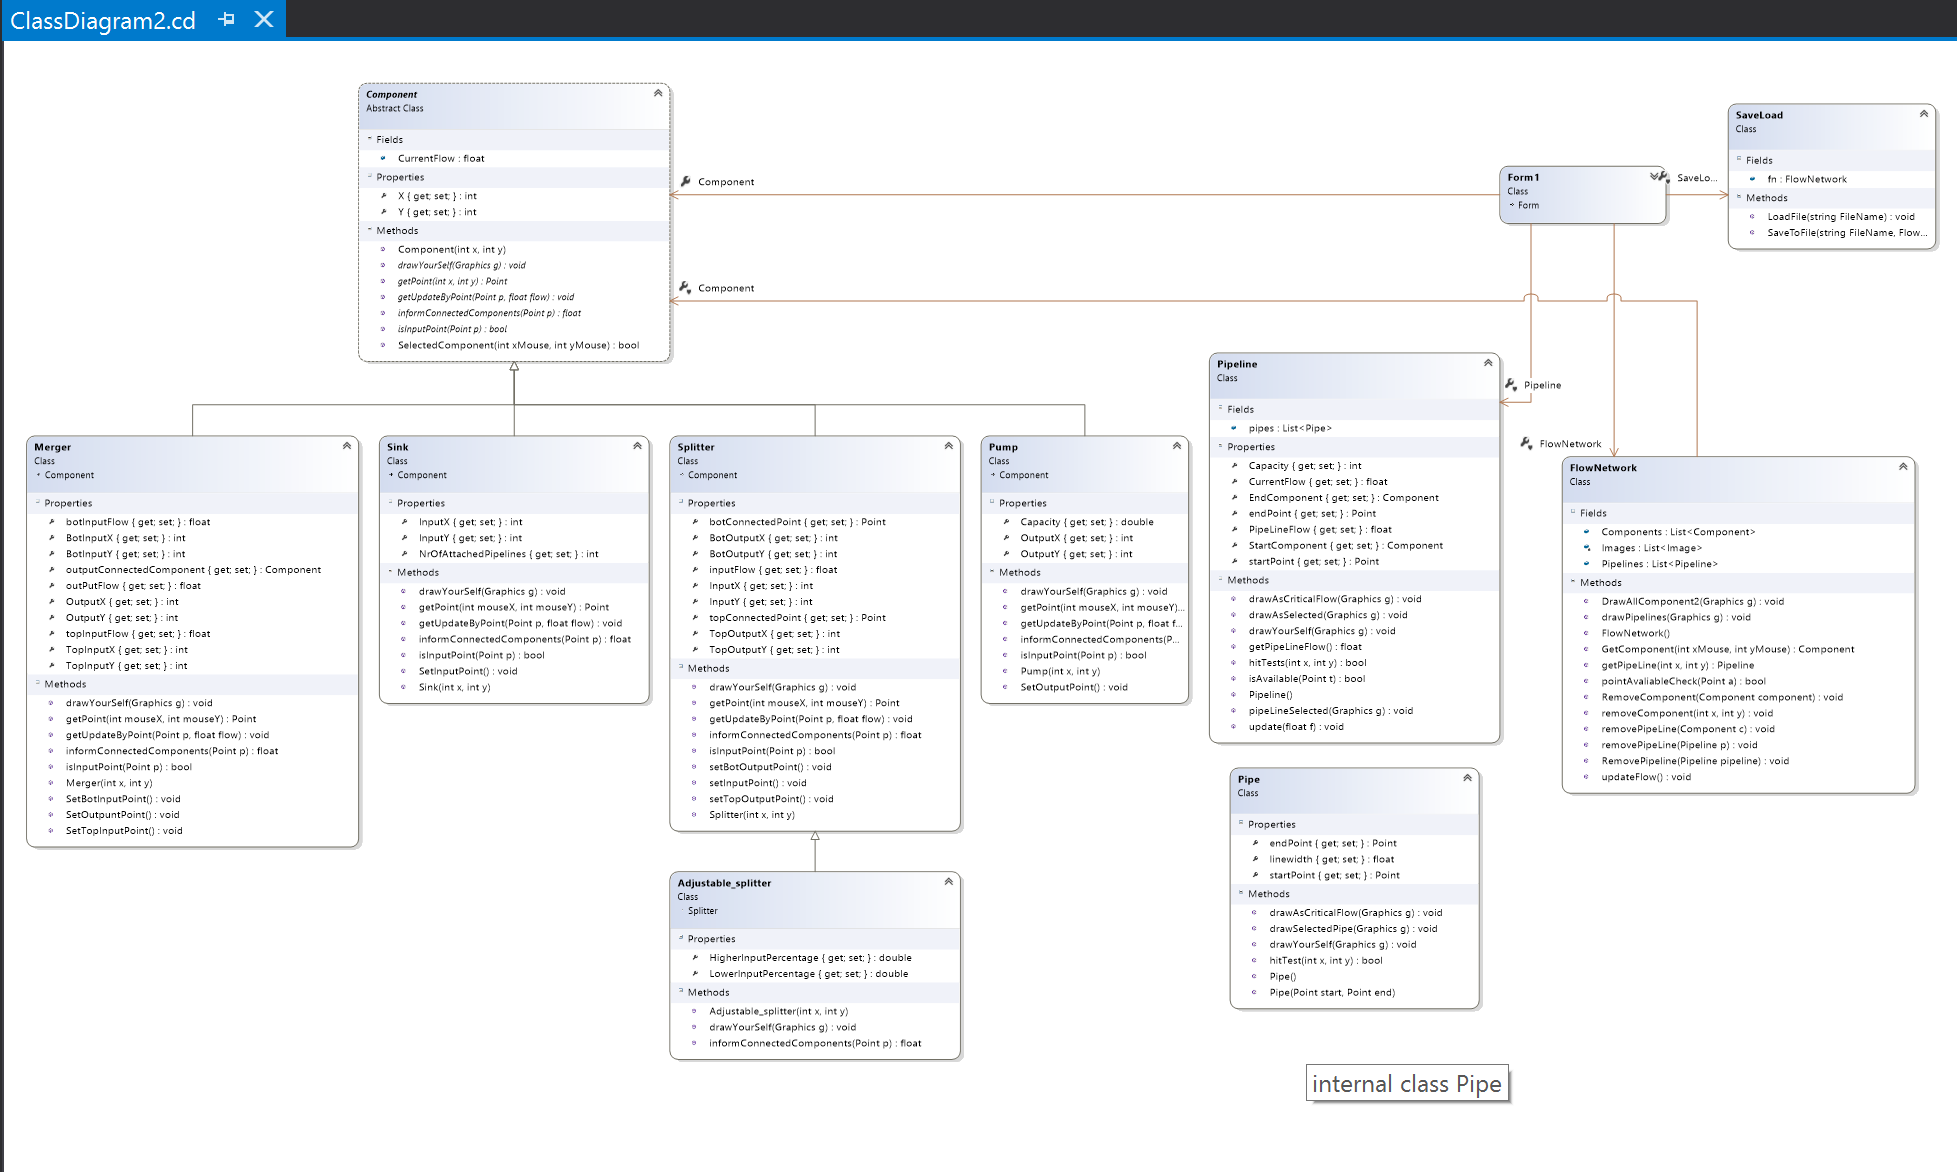 ClassDiagram2.cd
Component
Abstract Class
Fields
CurrentFlow : float
Properties
X { get; set; } : int
Y { get; set; } : int
Methods
Component(int x, int y)
drawYourSelf(Graphics g) : void
getPoint(int x, int y) : Point
getUpdateByPoint(Point p, float flow) : void
informConnectedComponents(Point p) : float
isInputPoint(Point p) : bool
SelectedComponent(int xMouse, int yMouse) : bool
Component
Component
Form1
Class
Form
SaveLo...
SaveLoad
Class
Fields
fn : FlowNetwork
Methods
LoadFile(string FileName) : void
SaveToFile(string FileName, Flow...
Pipeline
FlowNetwork
Merger
Class
Component
Properties
botInputFlow { get; set; } : float
BotInputX { get; set; } : int
BotInputY { get; set; } : int
outputConnectedComponent { get; set; } : Component
outPutFlow { get; set; } : float
OutputX { get; set; } : int
OutputY { get; set; } : int
topInputFlow { get; set; } : float
TopInputX { get; set; } : int
TopInputY { get; set; } : int
Methods
drawYourSelf(Graphics g) : void
getPoint(int mouseX, int mouseY) : Point
getUpdateByPoint(Point p, float flow) : void
informConnectedComponents(Point p) : float
isInputPoint(Point p) : bool
Merger(int x, int y)
SetBotInputPoint() : void
SetOutpuntPoint() : void
SetTopInputPoint() : void
Sink
Class
Component
Properties
InputX { get; set; } : int
InputY { get; set; } : int
NrOfAttachedPipelines { get; set; } : int
Methods
drawYourSelf(Graphics g) : void
getPoint(int mouseX, int mouseY) : Point
getUpdateByPoint(Point p, float flow) : void
informConnectedComponents(Point p) : float
isInputPoint(Point p) : bool
SetInputPoint() : void
Sink(int x, int y)
Splitter
Class
Component
Properties
botConnectedPoint { get; set; } : Point
BotOutputX { get; set; } : int
BotOutputY { get; set; } : int
inputFlow { get; set; } : float
InputX { get; set; } : int
InputY { get; set; } : int
topConnectedPoint { get; set; } : Point
TopOutputX { get; set; } : int
TopOutputY { get; set; } : int
Methods
drawYourSelf(Graphics g) : void
getPoint(int mouseX, int mouseY) : Point
getUpdateByPoint(Point p, float flow) : void
informConnectedComponents(Point p) : float
isInputPoint(Point p) : bool
setBotOutputPoint() : void
setInputPoint() : void
setTopOutputPoint() : void
Splitter(int x, int y)
Adjustable_splitter
Class
Splitter
Properties
HigherInputPercentage { get; set; } : double
LowerInputPercentage { get; set; } : double
Methods
Adjustable_splitter(int x, int y)
drawYourSelf(Graphics g) : void
informConnectedComponents(Point p) : float
Pump
Class
Component
Properties
Capacity { get; set; } : double
OutputX { get; set; } : int
OutputY { get; set; } : int
Methods
drawYourSelf(Graphics g) : void
getPoint(int mouseX, int mouseY)...
getUpdateByPoint(Point p, float f...
informConnectedComponents(P...
isInputPoint(Point p) : bool
Pump(int x, int y)
SetOutputPoint() : void
Pipeline
Class
Fields
pipes : List<Pipe>
Properties
Capacity { get; set; } : int
CurrentFlow { get; set; } : float
EndComponent { get; set; } : Component
endPoint { get; set; } : Point
PipeLineFlow { get; set; } : float
StartComponent { get; set; } : Component
startPoint { get; set; } : Point
Methods
drawAsCriticalFlow(Graphics g) : void
drawAsSelected(Graphics g) : void
drawYourSelf(Graphics g) : void
getPipeLineFlow() : float
hitTests(int x, int y) : bool
isAvailable(Point t) : bool
Pipeline()
pipeLineSelected(Graphics g) : void
update(float f) : void
Pipe
Class
Properties
endPoint { get; set; } : Point
linewidth { get; set; } : float
startPoint { get; set; } : Point
Methods
drawAsCriticalFlow(Graphics g) : void
drawSelectedPipe(Graphics g) : void
drawYourSelf(Graphics g) : void
hitTest(int x, int y) : bool
Pipe()
Pipe(Point start, Point end)
FlowNetwork
Class
Fields
Components : List<Component>
Images : List<Image>
Pipelines : List<Pipeline>
Methods
DrawAllComponent2(Graphics g) : void
drawPipelines(Graphics g) : void
FlowNetwork()
GetComponent(int xMouse, int yMouse) : Component
getPipeLine(int x, int y) : Pipeline
pointAvaliableCheck(Point a) : bool
RemoveComponent(Component component) : void
removeComponent(int x, int y) : void
removePipeLine(Component c) : void
removePipeLine(Pipeline p) : void
RemovePipeline(Pipeline pipeline) : void
updateFlow() : void
internal class Pipe